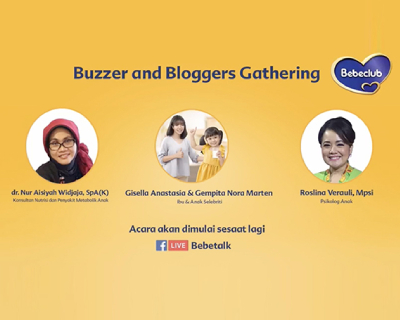 Buzzer and Bloggers Gathering
Bebeclub
dr. Nur Aisiyah Widjaja, SpA(K)
Konsultan Nutrisi dan Penyakit Metabolik Anak
Gisella Anastasia & Gempita Nora Marten
Ibu & Anak Selebriti
Roslina Verauli, Mpsi
Psikolog Anak
Acara akan dimulai sesaat lagi
f LIVE Bebetalk